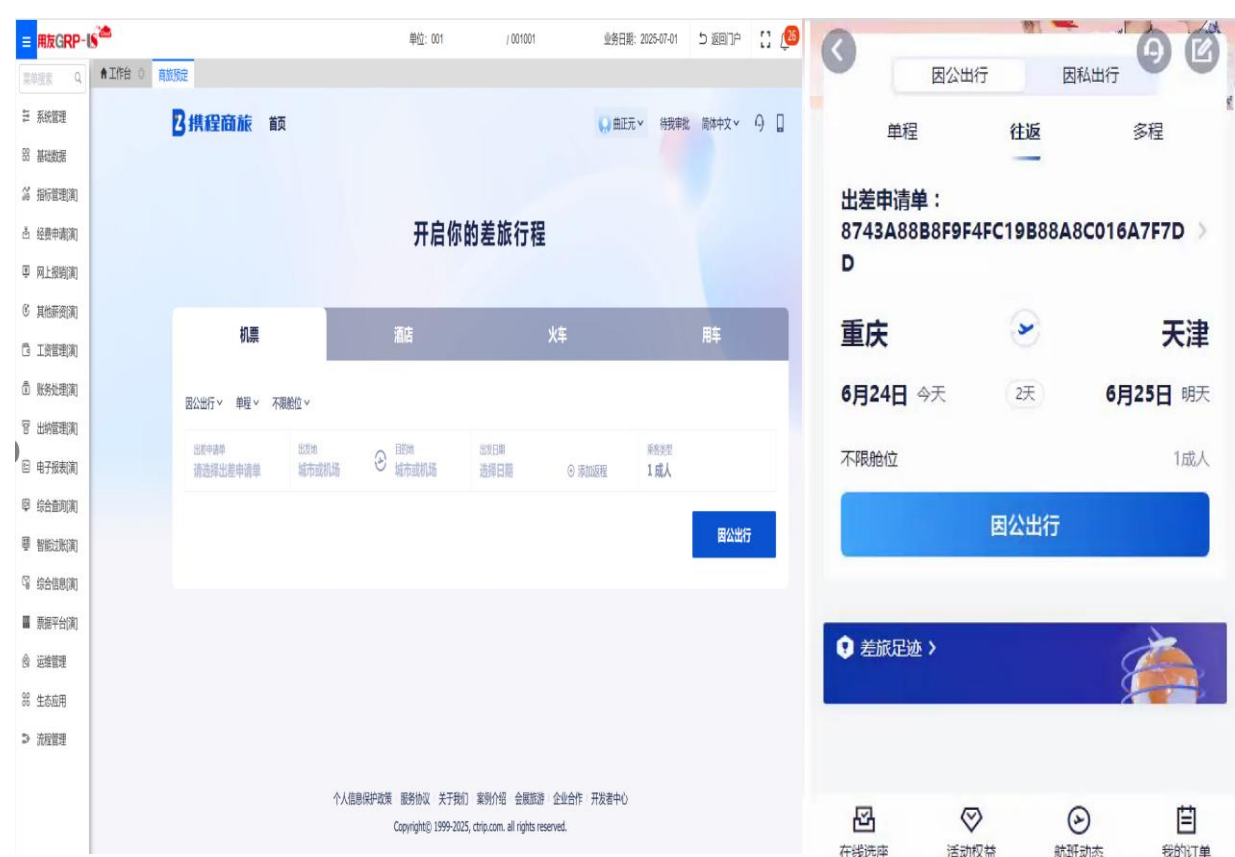 用友GRP-U8
单位: 001
/ 001001
业务日期: 2025-07-01
返回门户
26
菜单搜索
工作台
商旅预定
系统管理
基础数据
指标管理[演]
经费申请[演]
网上报销[演]
其他薪资[演]
工资管理[演]
账务处理[演]
出纳管理[演]
电子报表[演]
综合查询[演]
智能过账[演]
综合信息[演]
票据平台[演]
运维管理
生态应用
流程管理
携程商旅
首页
曲正元
待我审批
简体中文
开启你的差旅行程
机票
酒店
火车
用车
因公出行
单程
不限舱位
出差申请单
请选择出差申请单
出发地
城市或机场
目的地
城市或机场
出发日期
选择日期
添加返程
乘客类型
1 成人
因公出行
个人信息保护政策 服务协议 关于我们 案例介绍 会展旅游 企业合作 开发者中心
Copyright© 1999-2025, ctrip.com. all rights reserved.
因公出行
因私出行
单程
往返
多程
出差申请单：
8743A88B8F9F4FC19B88A8C016A7F7D
D
重庆
天津
6月24日 今天
2天
6月25日 明天
不限舱位
1成人
因公出行
差旅足迹
在线选座
活动权益
航班动态
我的订单